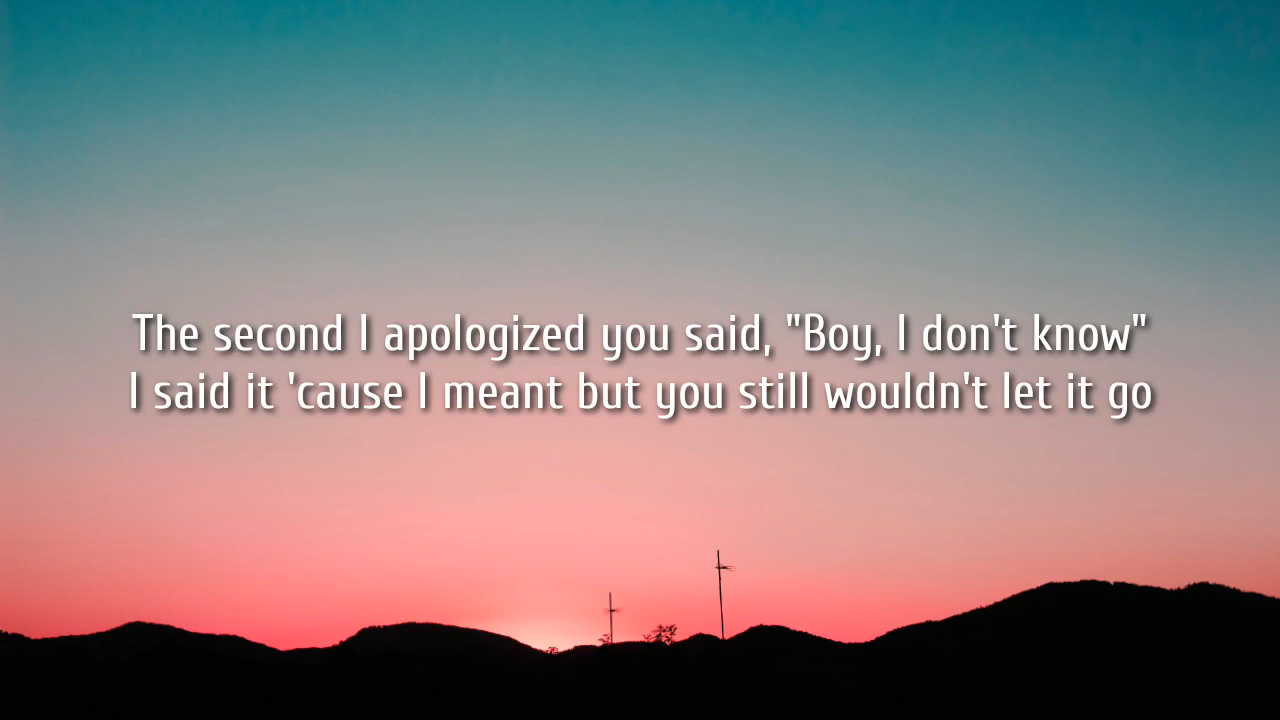 The second I apologized you said, "Boy, I don't know"
I said it 'cause I meant but you still wouldn't let it go